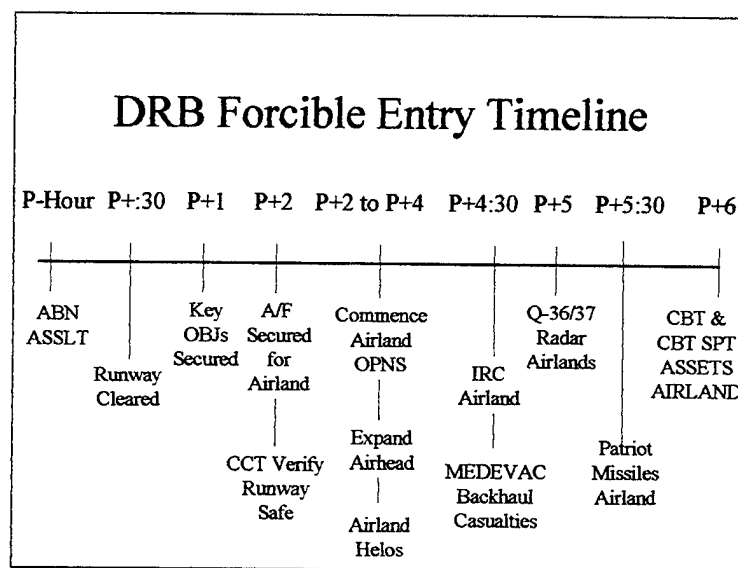 DRB Forcible Entry Timeline
P-Hour P+:30 P+1 P+2 P+2 to P+4 P+4:30 P+5 P+5:30 P+6
ABN
ASSLT
Runway
Cleared
Key
OBJs
Secured
A/F
Secured
for
Airland
CCT Verify
Runway
Safe
Commence
Airland
OPNS
Expand
Airhead
Airland
Helos
IRC
Airland
MEDEVAC
Backhaul
Casualties
Q-36/37
Radar
Airlands
Patriot
Missiles
Airland
CBT &
CBT SPT
ASSETS
AIRLAND